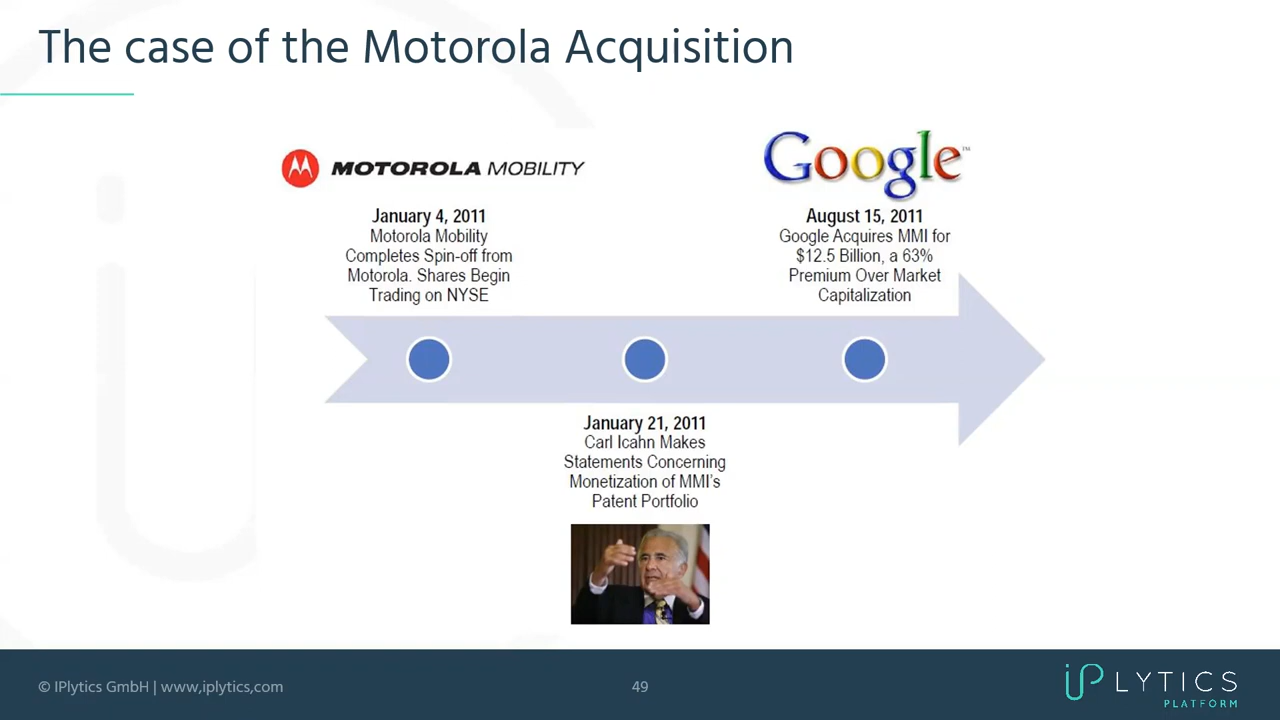 The case of the Motorola Acquisition
MOTOROLA MOBILITY
Google™
January 4, 2011
Motorola Mobility
Completes Spin-off from
Motorola. Shares Begin
Trading on NYSE
August 15, 2011
Google Acquires MMI for
$12.5 Billion, a 63%
Premium Over Market
Capitalization
January 21, 2011
Carl Icahn Makes
Statements Concerning
Monetization of MMI's
Patent Portfolio
© IPlytics GmbH | www,iplytics,com
49
iPLYTICS
PLATFORM